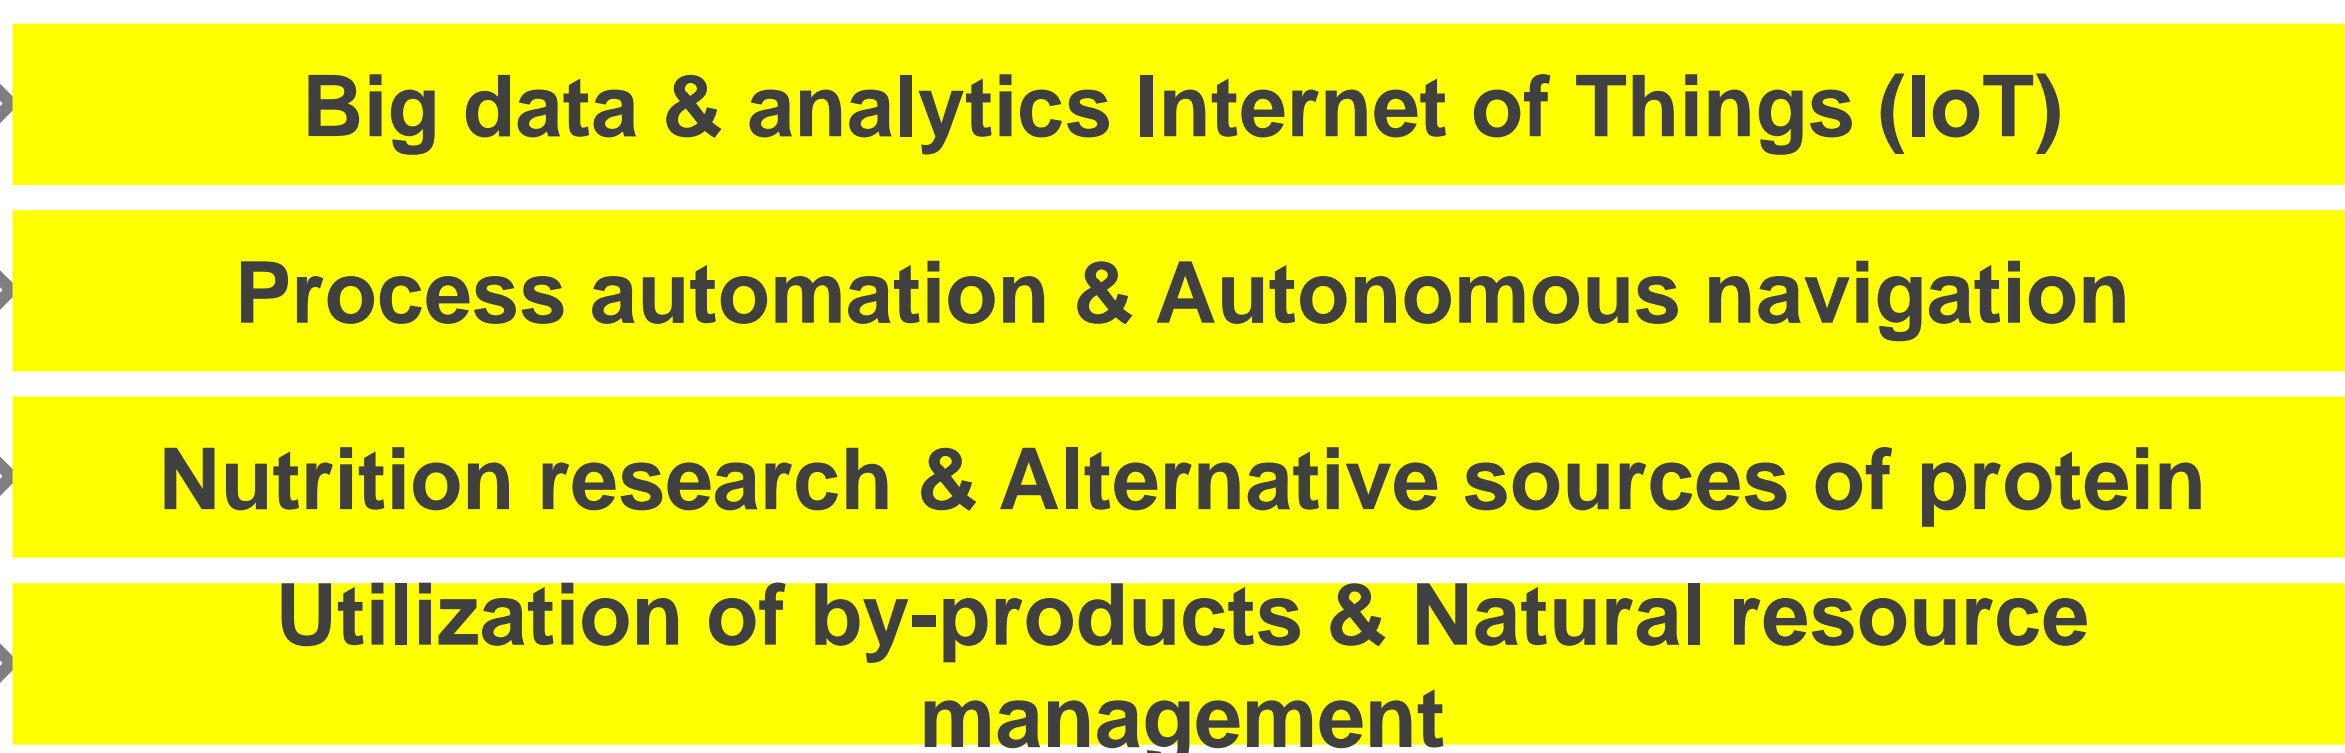 Big data & analytics Internet of Things (IoT)
Process automation & Autonomous navigation
Nutrition research & Alternative sources of protein
Utilization of by-products & Natural resource
management